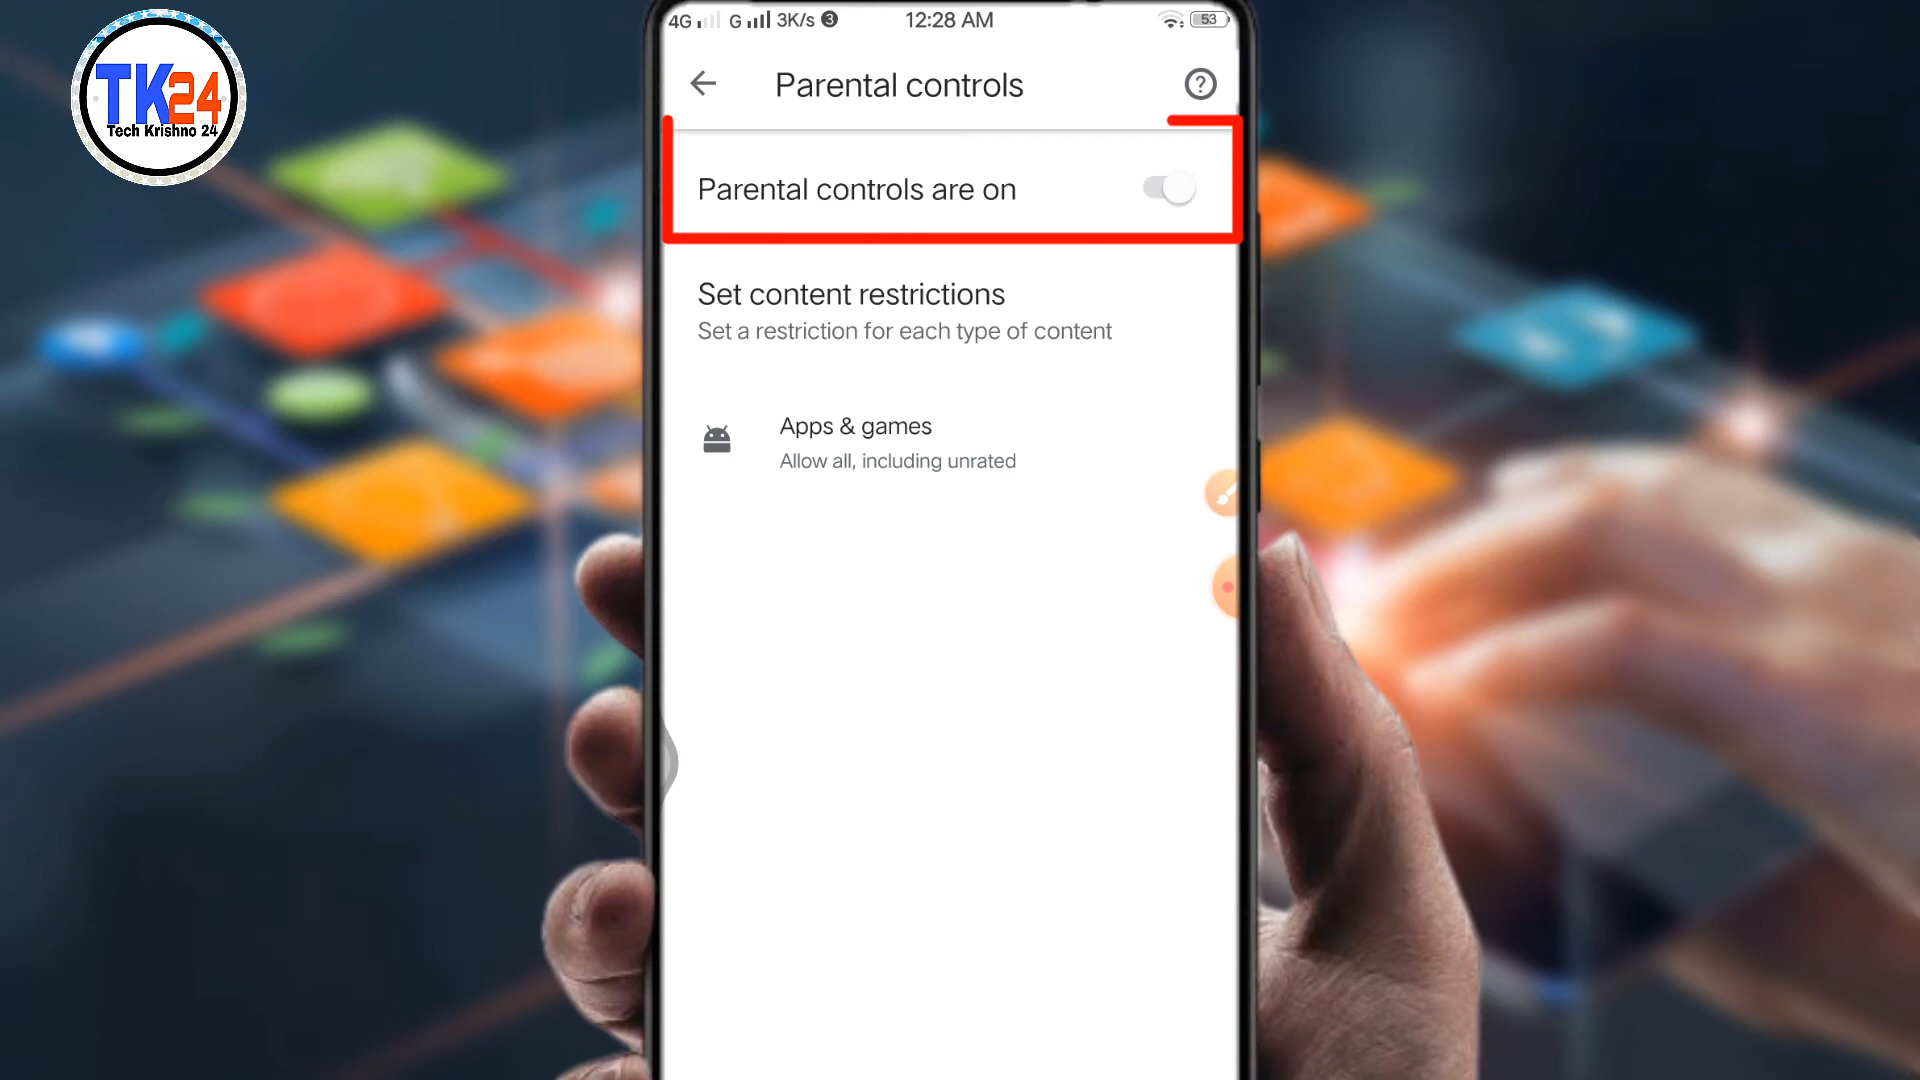 TK24
Tech Krishno 24
4G G 3K/s 3 12:28 AM 53
Parental controls
?
Parental controls are on
Set content restrictions
Set a restriction for each type of content
Apps & games
Allow all, including unrated